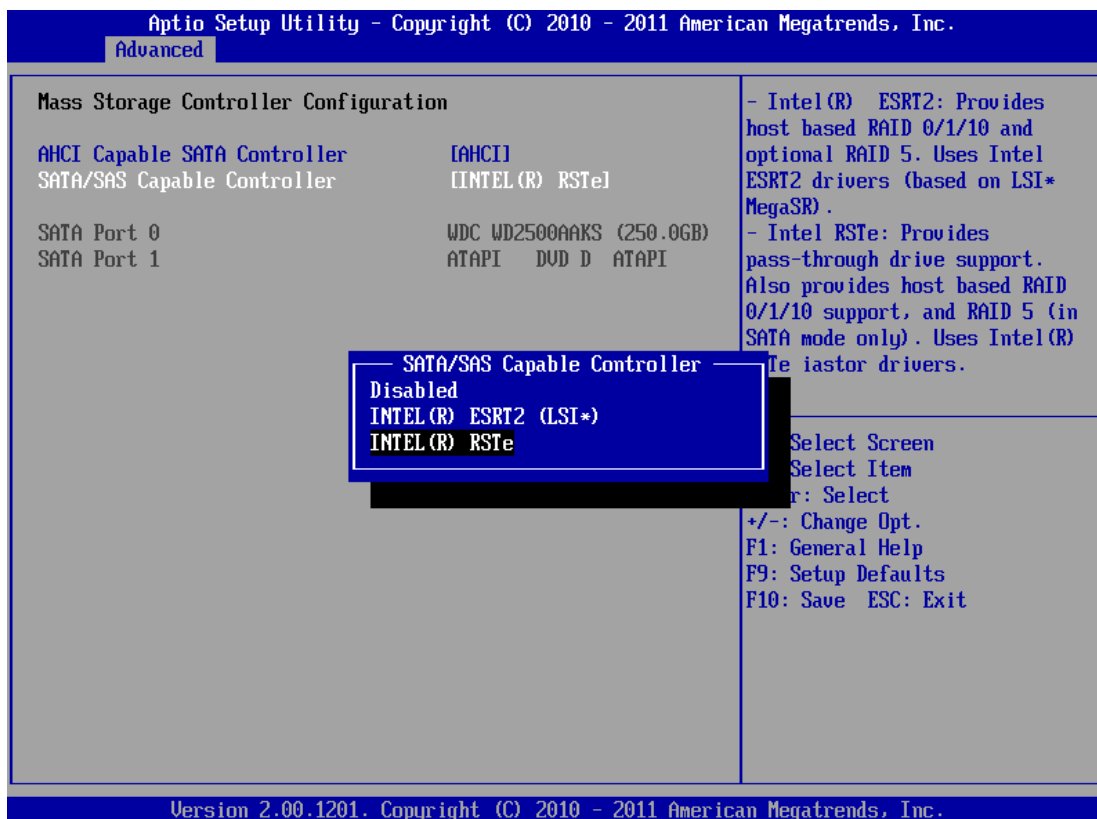 Aptio Setup Utility - Copyright (C) 2010 - 2011 American Megatrends, Inc.
Advanced
Mass Storage Controller Configuration
AHCI Capable SATA Controller [AHCI]
SATA/SAS Capable Controller [INTEL(R) RSTe]
SATA Port 0 WDC WD2500AAKS (250.0GB)
SATA Port 1 ATAPI DVD D ATAPI
- Intel(R) ESRT2: Provides
host based RAID 0/1/10 and
optional RAID 5. Uses Intel
ESRT2 drivers (based on LSI*
MegaSR).
- Intel RSTe: Provides
pass-through drive support.
Also provides host based RAID
0/1/10 support, and RAID 5 (in
SATA mode only). Uses Intel(R)
Te iastor drivers.
SATA/SAS Capable Controller
Disabled
INTEL(R) ESRT2 (LSI*)
INTEL(R) RSTe
Select Screen
Select Item
r: Select
+/-: Change Opt.
F1: General Help
F9: Setup Defaults
F10: Save ESC: Exit
Version 2.00.1201. Copyright (C) 2010 - 2011 American Megatrends, Inc.